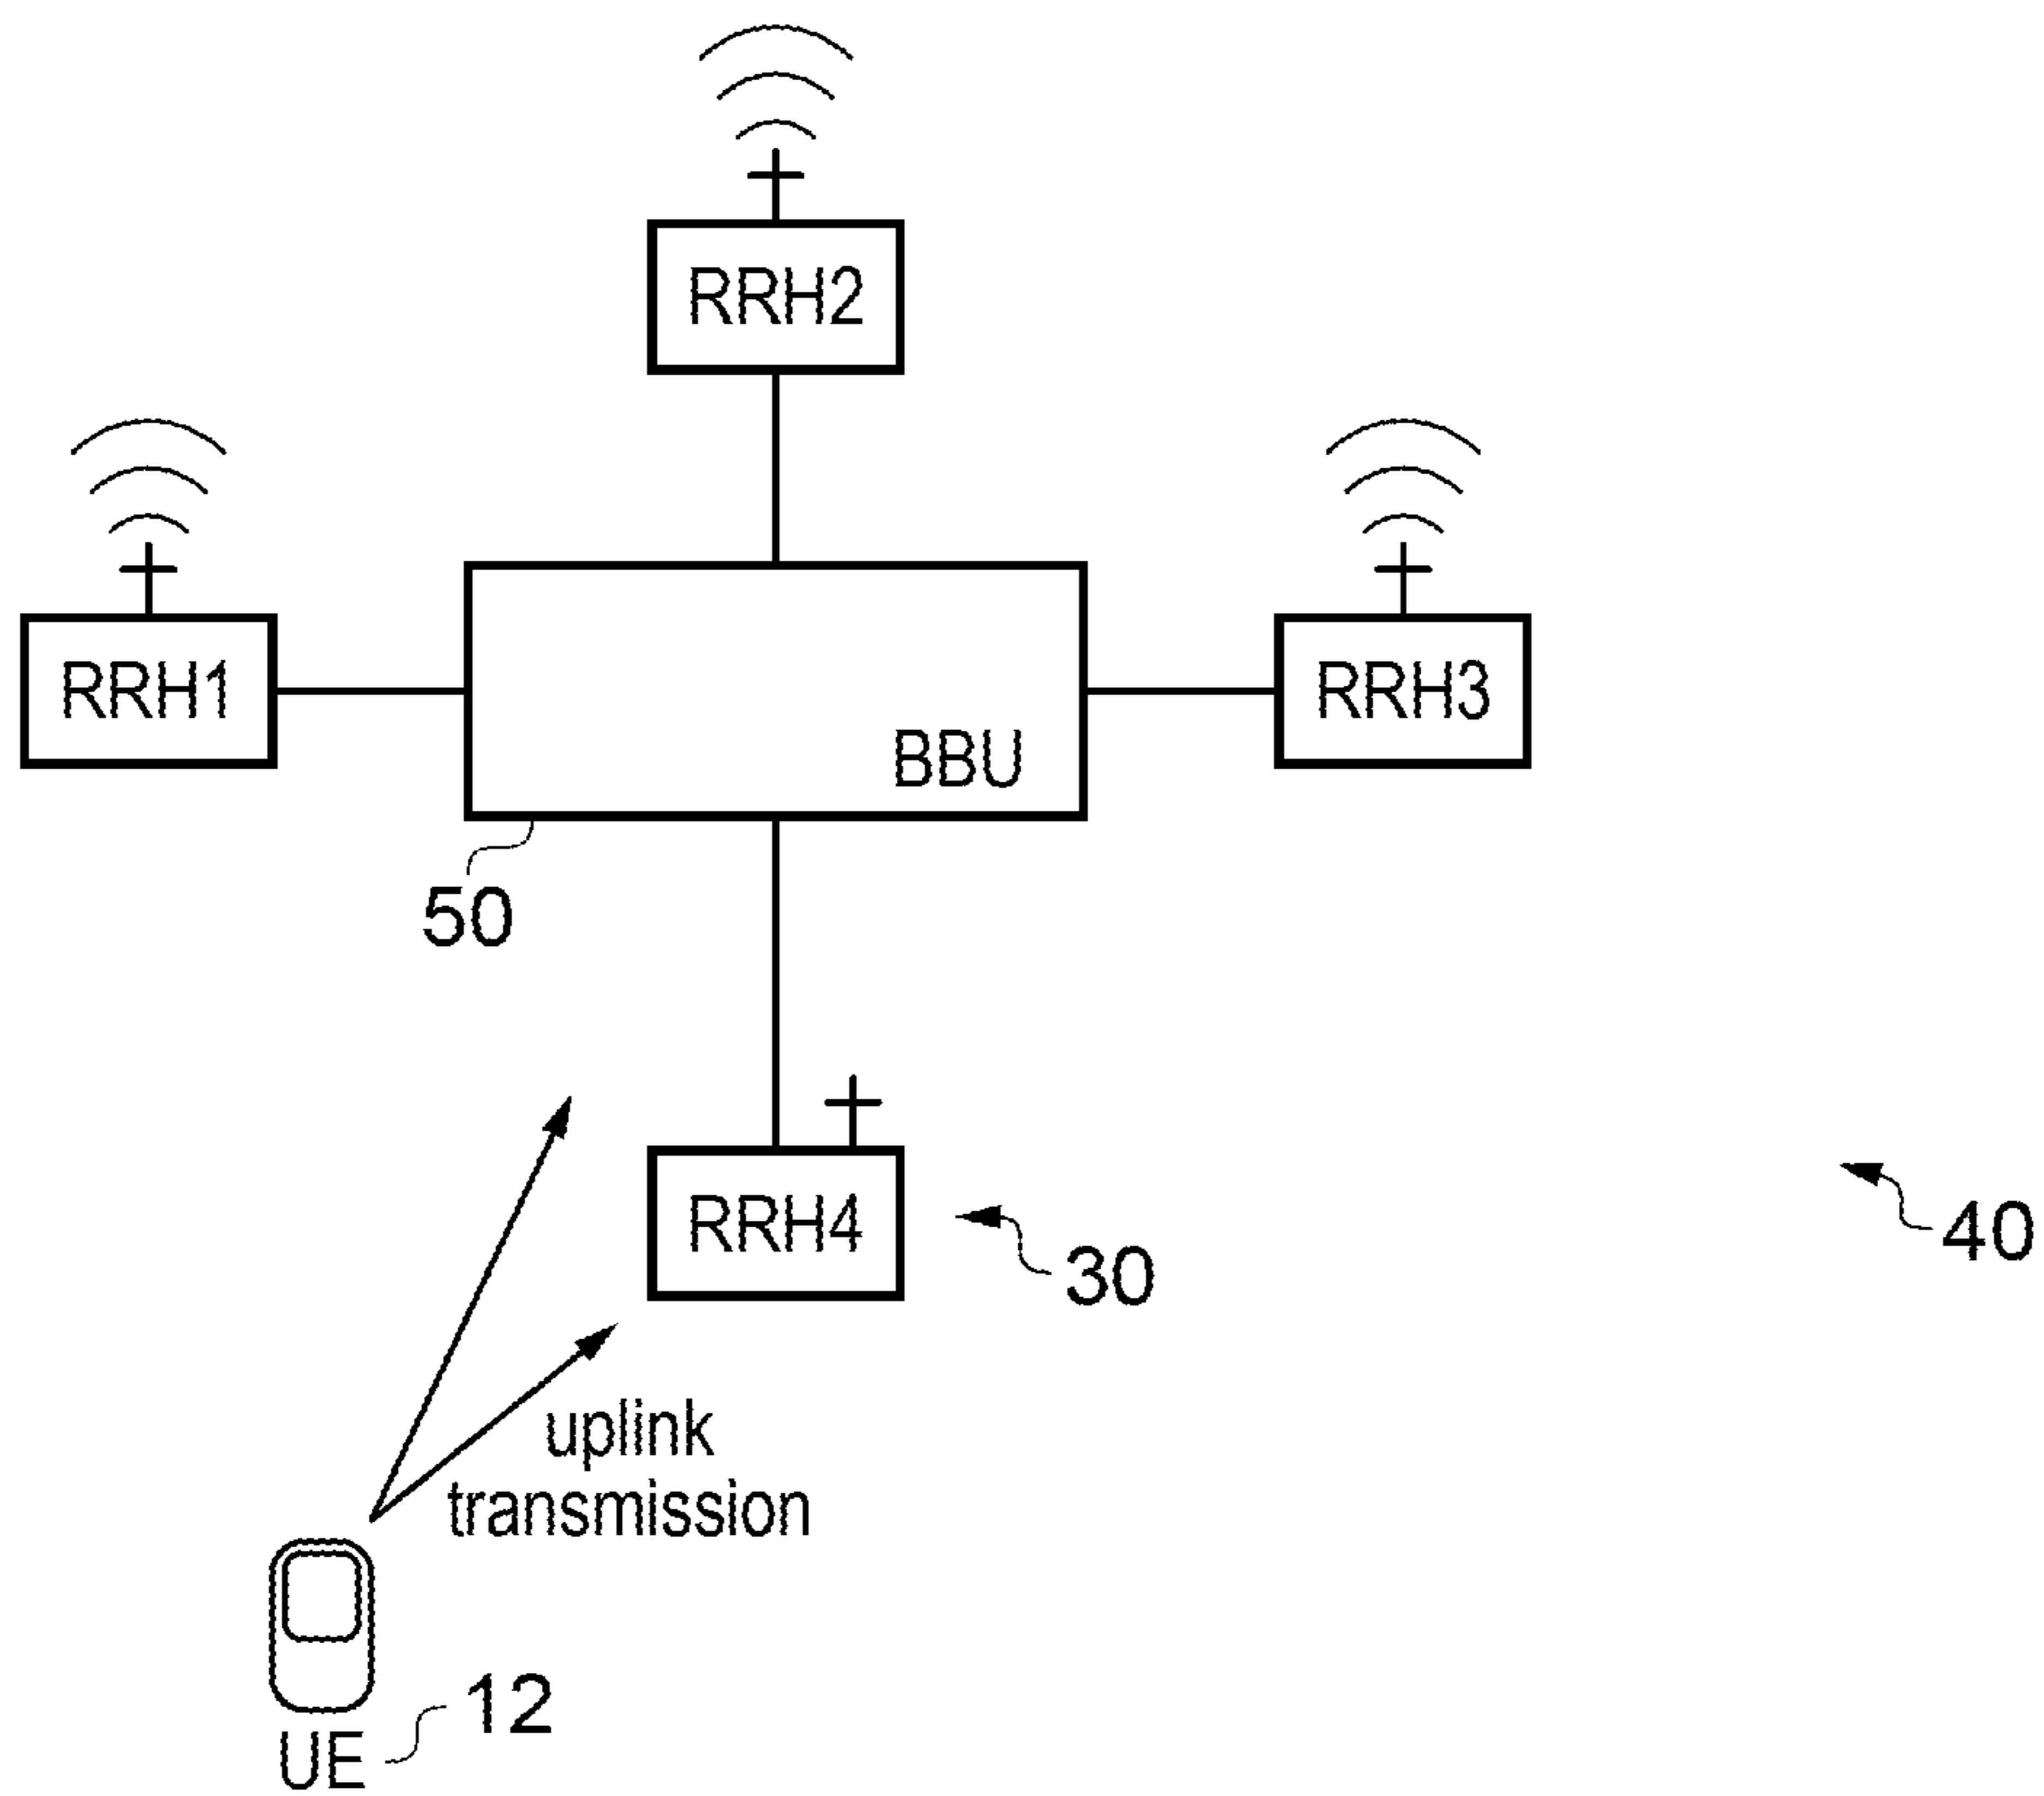 RRH2
RRH1
RRH3
BBU
50
RRH4
40
30
uplink
transmission
12
UE